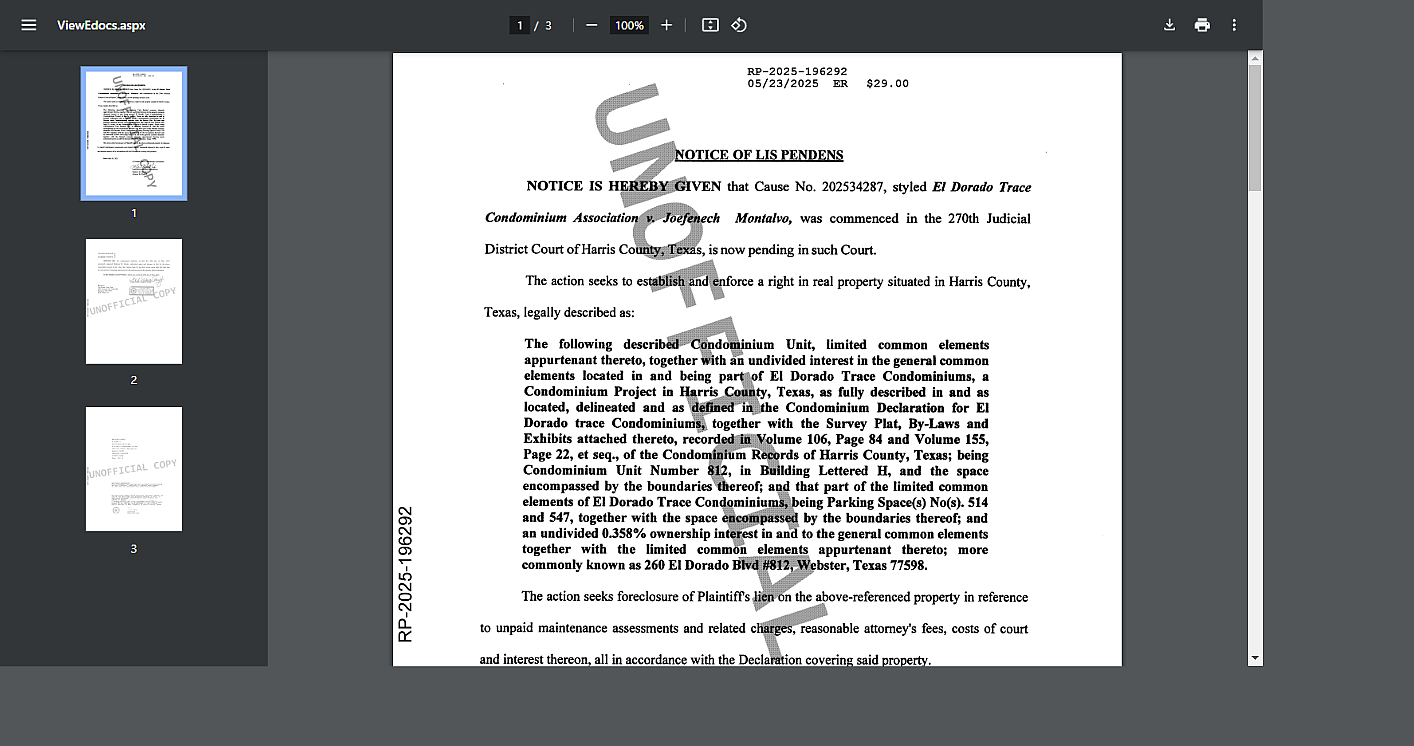 ViewEdocs.aspx
1 / 3
100%
1
2
3
RP-2025-196292
05/23/2025 ER $29.00
NOTICE OF LIS PENDENS
NOTICE IS HEREBY GIVEN that Cause No. 202534287, styled El Dorado Trace
Condominium Association v. Joefenech Montalvo, was commenced in the 270th Judicial
District Court of Harris County, Texas, is now pending in such Court.
The action seeks to establish and enforce a right in real property situated in Harris County,
Texas, legally described as:
The following described Condominium Unit, limited common elements
appurtenant thereto, together with an undivided interest in the general common
elements located in and being part of El Dorado Trace Condominiums, a
Condominium Project in Harris County, Texas, as fully described in and as
located, delineated and as defined in the Condominium Declaration for El
Dorado trace Condominiums, together with the Survey Plat, By-Laws and
Exhibits attached thereto, recorded in Volume 106, Page 84 and Volume 155,
Page 22, et seq., of the Condominium Records of Harris County, Texas; being
Condominium Unit Number 812, in Building Lettered H, and the space
encompassed by the boundaries thereof; and that part of the limited common
elements of El Dorado Trace Condominiums, being Parking Space(s) No(s). 514
and 547, together with the space encompassed by the boundaries thereof; and
an undivided 0.358% ownership interest in and to the general common elements
together with the limited common elements appurtenant thereto; more
commonly known as 260 El Dorado Blvd #812, Webster, Texas 77598.
The action seeks foreclosure of Plaintiff's lien on the above-referenced property in reference
to unpaid maintenance assessments and related charges, reasonable attorney's fees, costs of court
and interest thereon, all in accordance with the Declaration covering said property.
RP-2025-196292
UNOFFICIAL
UNOFFICIAL COPY
UNOFFICIAL COPY
UNOFFICIAL COPY